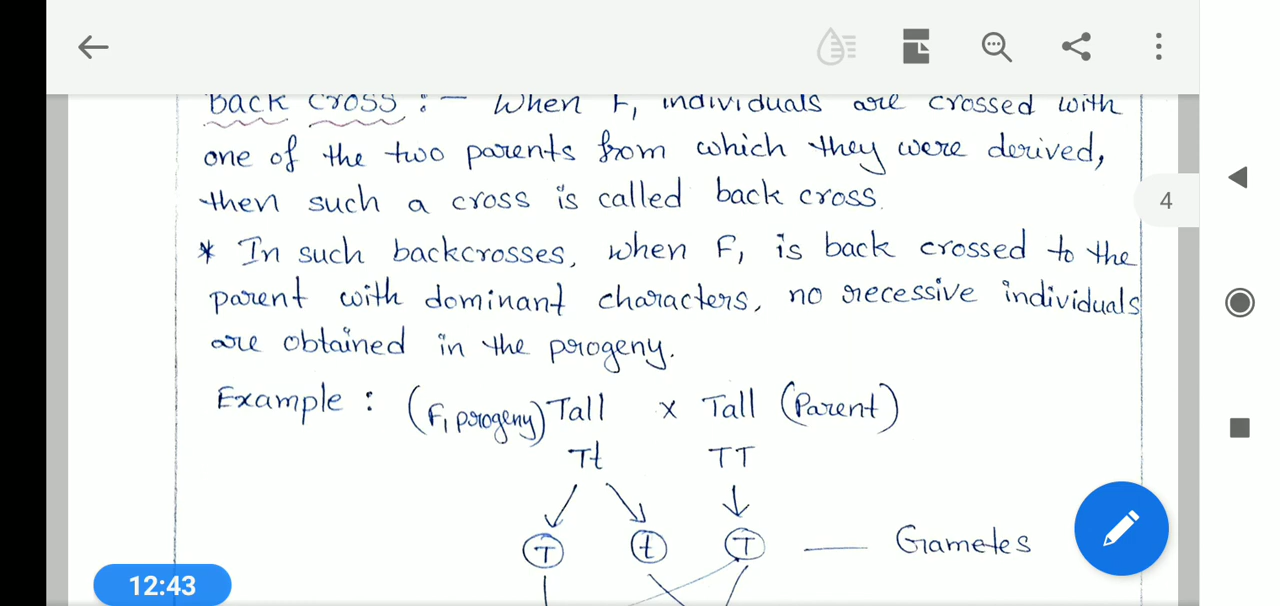 Back Cross :- When F1 individuals are crossed with
one of the two parents from which they were derived,
then such a cross is called back cross.
4
* In such backcrosses, when F1 is back crossed to the
parent with dominant characters, no recessive individuals
are obtained in the progeny.
Example : (F1 progeny) Tall x Tall (Parent)
Tt TT
T t T — Gametes
12:43